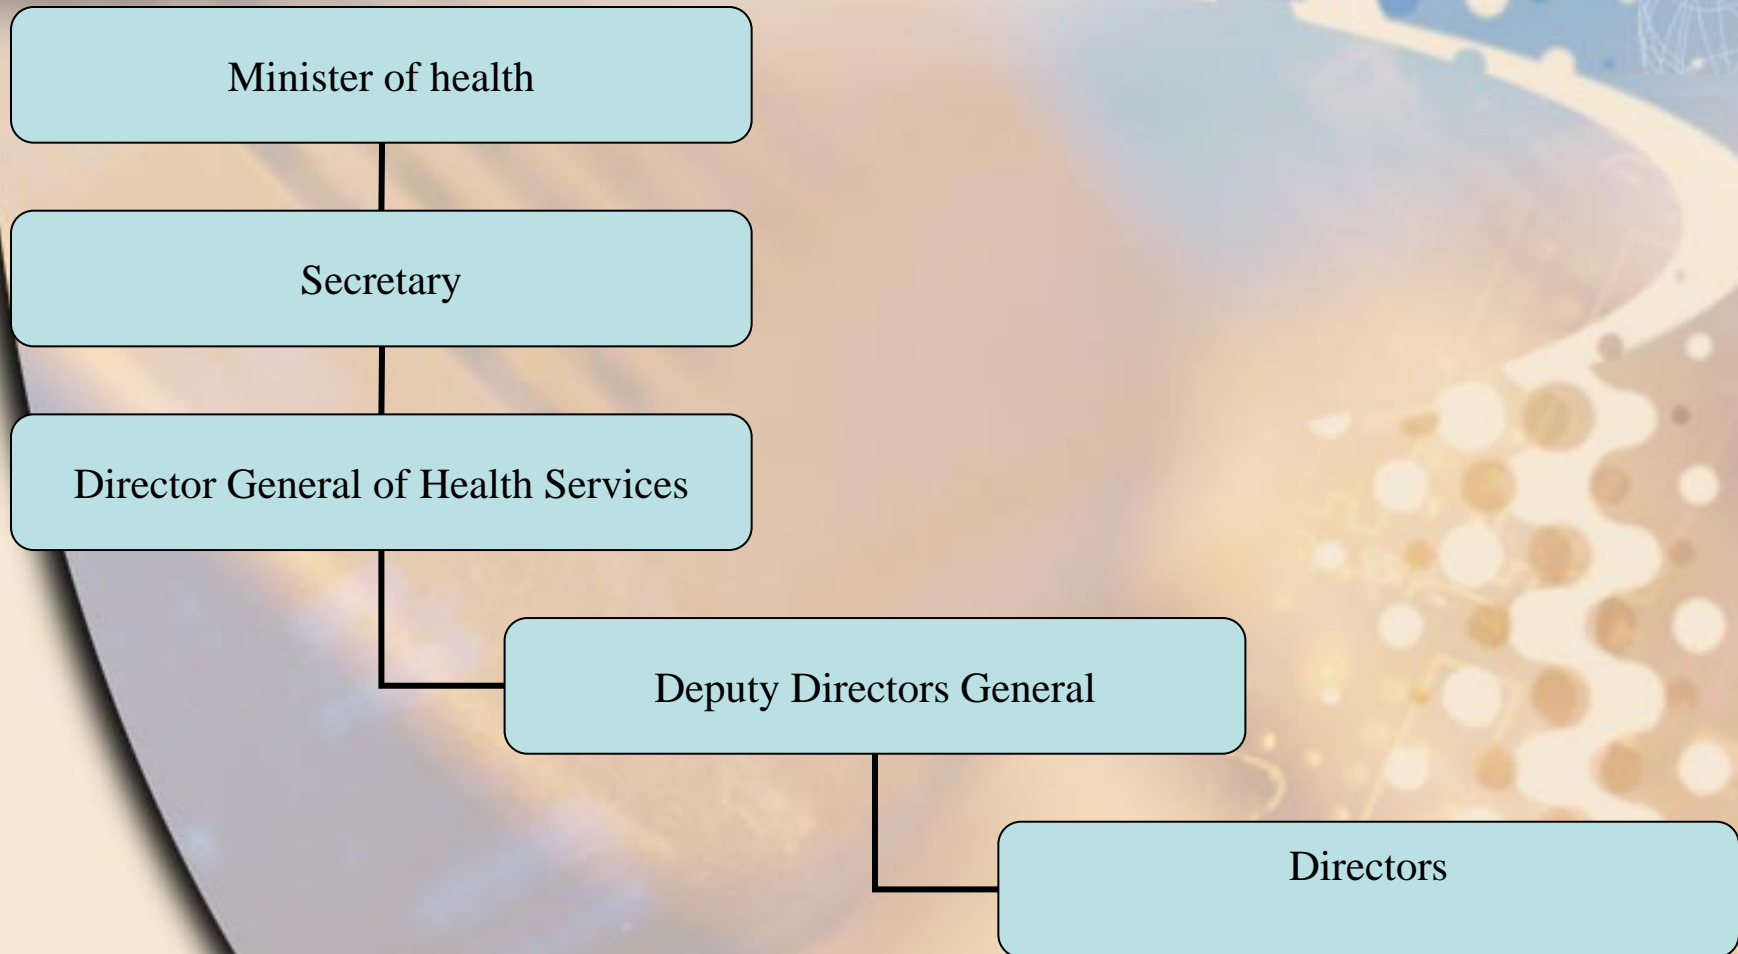 Minister of health
Secretary
Director General of Health Services
Deputy Directors General
Directors